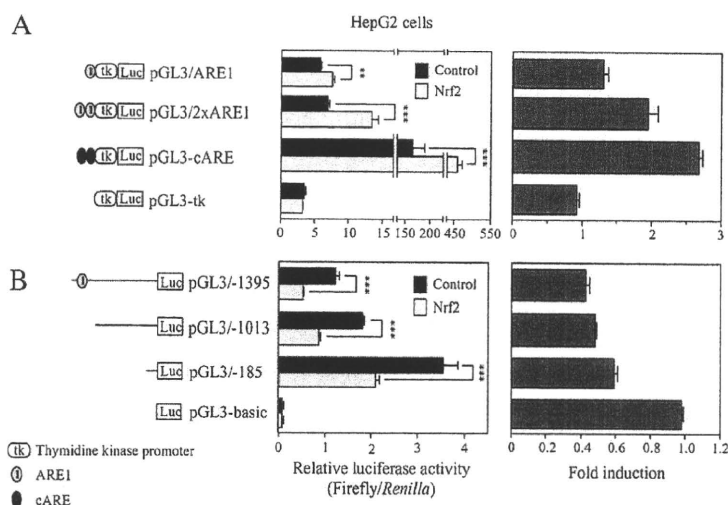 A
HepG2 cells
tk Luc pGL3/ARE1
tk Luc pGL3/2xARE1
tk Luc pGL3-cARE
tk Luc pGL3-tk
Control
Nrf2
**
***
***
0 5 10 15 150 200 450 550
0 1 2 3
B
Luc pGL3/-1395
Luc pGL3/-1013
Luc pGL3/-185
Luc pGL3-basic
Control
Nrf2
***
***
***
0 1 2 3 4
0 0.2 0.4 0.6 0.8 1.0 1.2
Relative luciferase activity
(Firefly/Renilla)
Fold induction
tk Thymidine kinase promoter
ARE1
cARE